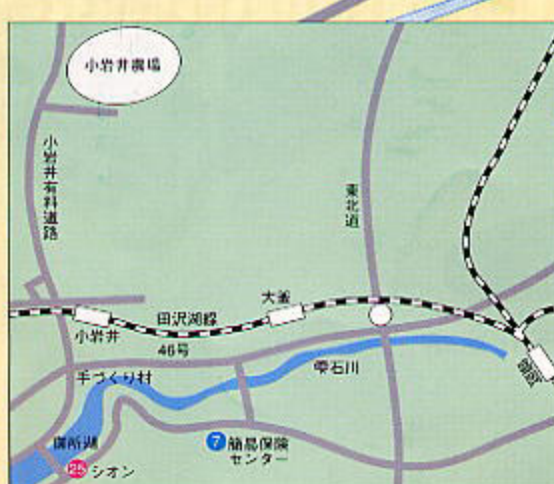 小岩井農場
小岩井有料道路
東北道
大釜
田沢湖線
小岩井
46号
雫石川
手づくり村
盛岡
御所湖
7 簡易保険
センター
25 シオン